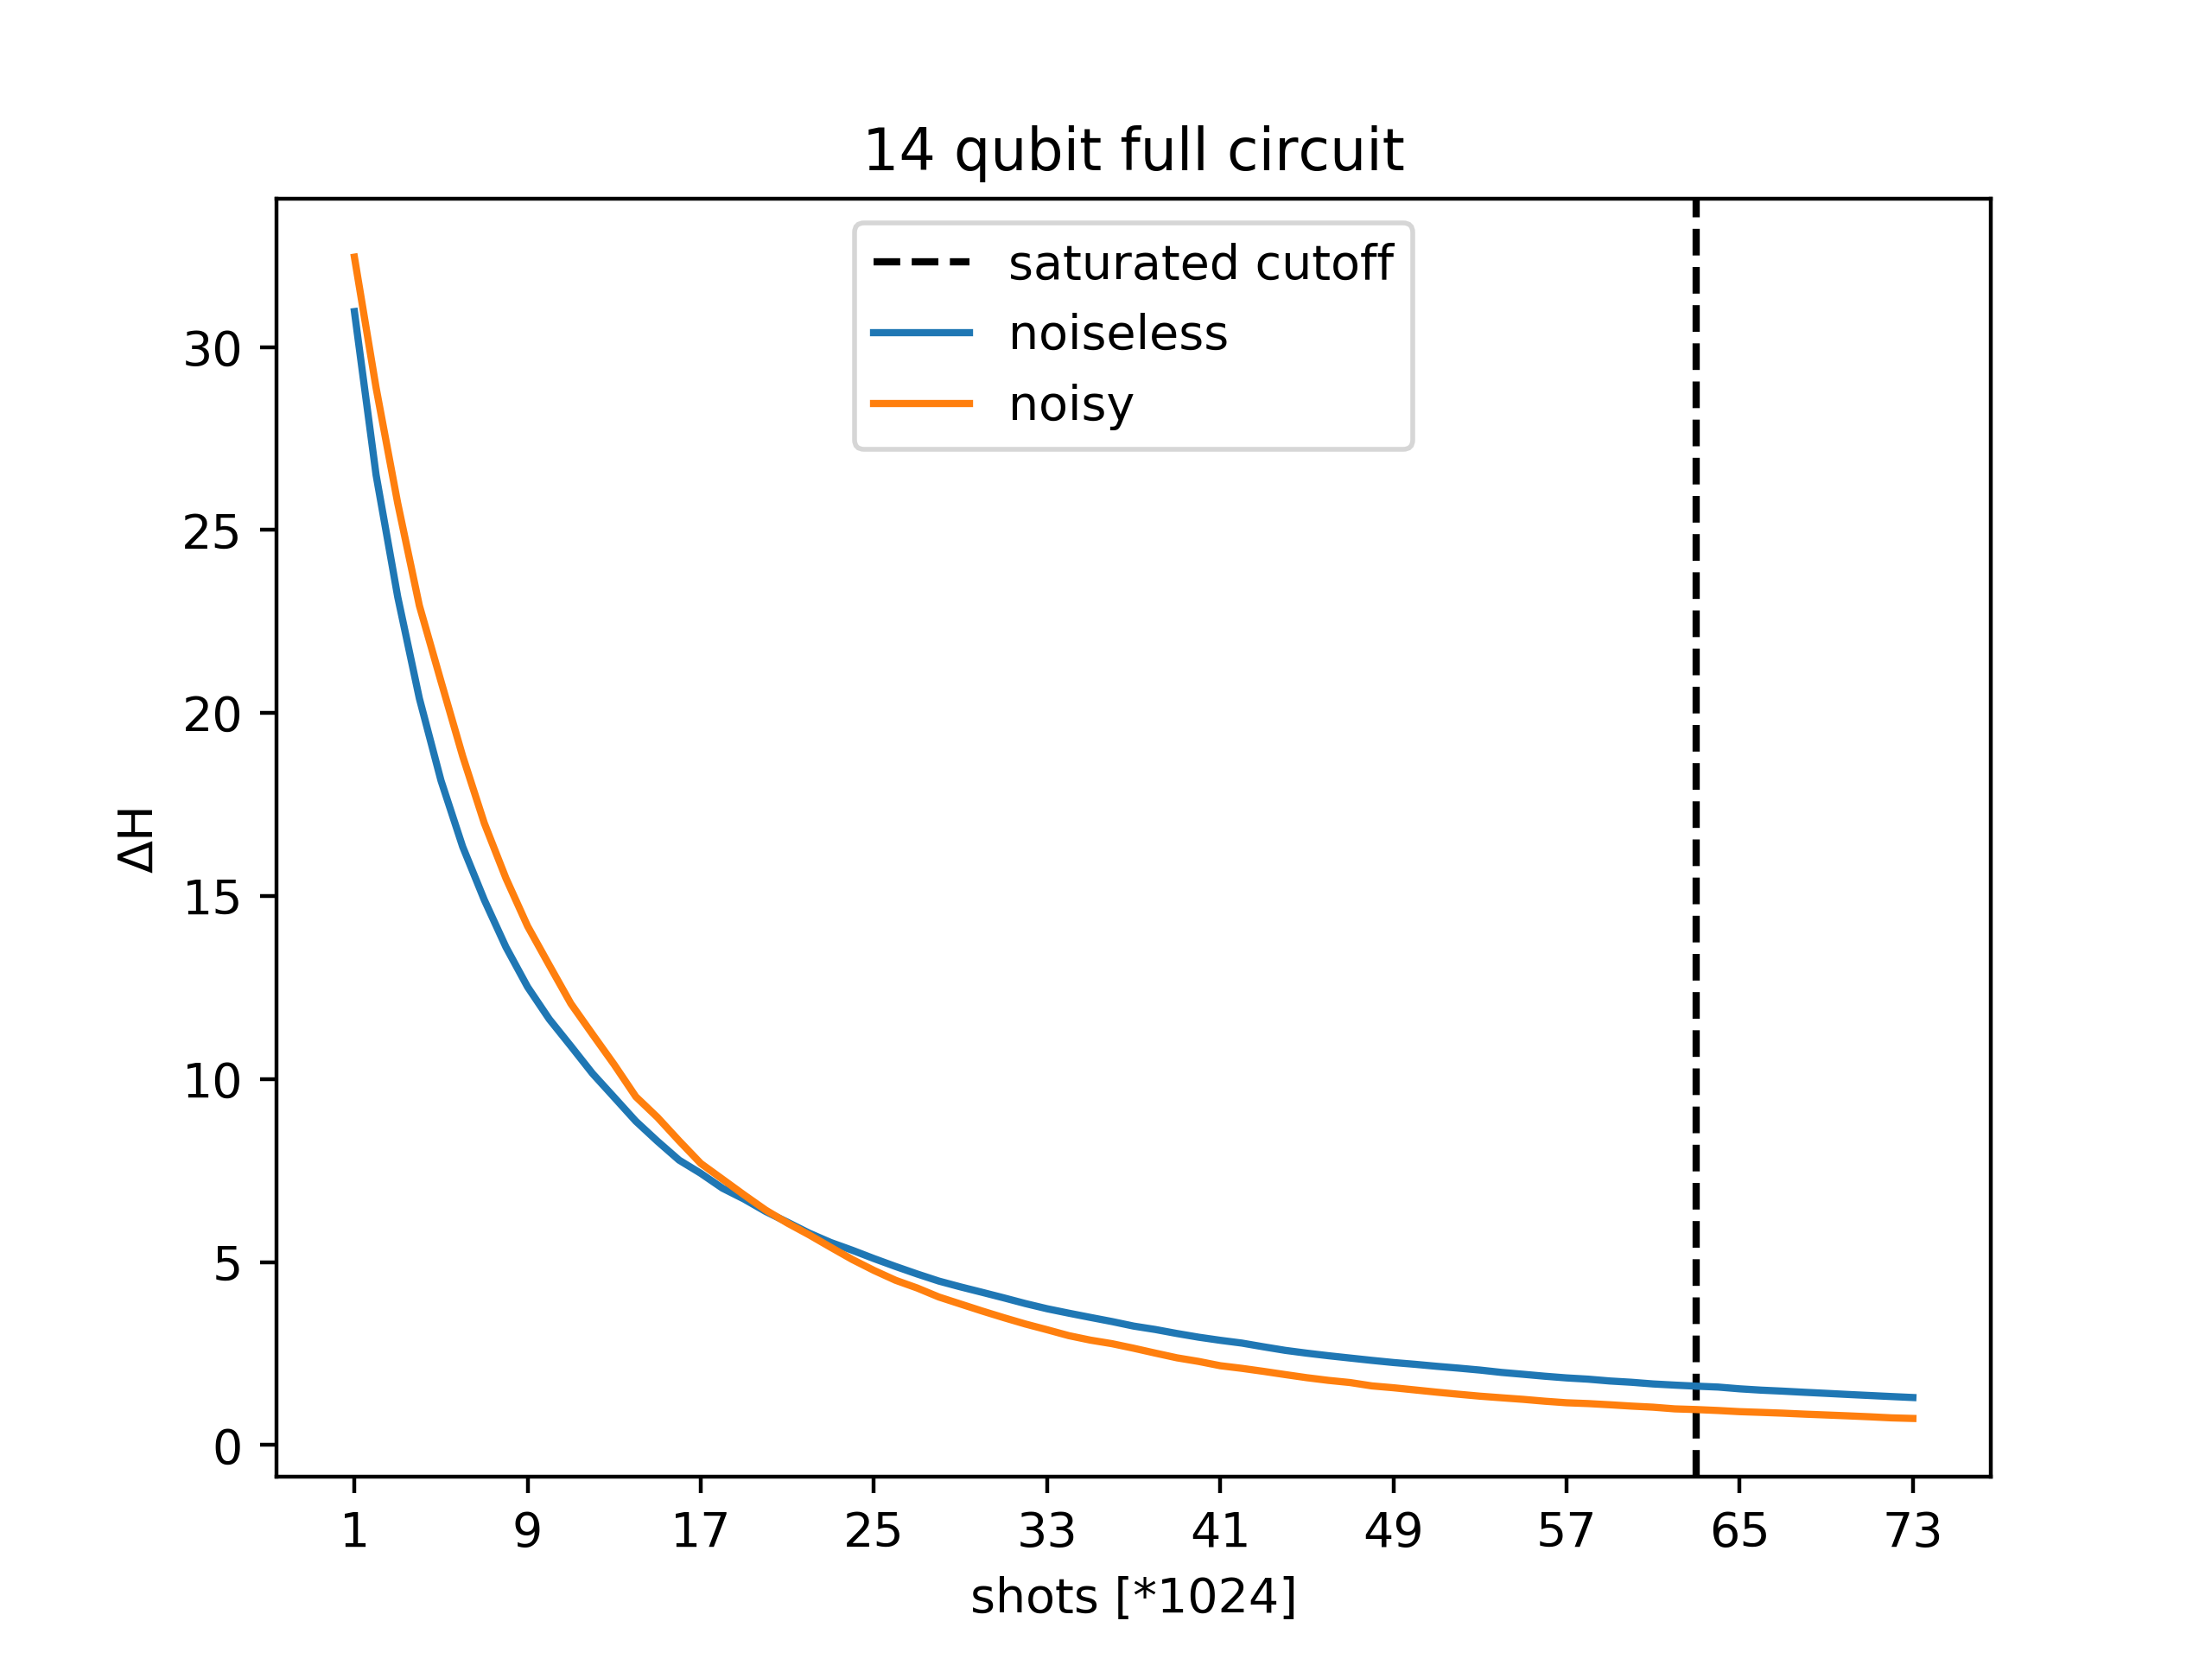 14 qubit full circuit
saturated cutoff
noiseless
noisy
30
25
20
15
10
5
0
ΔH
1 9 17 25 33 41 49 57 65 73
shots [*1024]